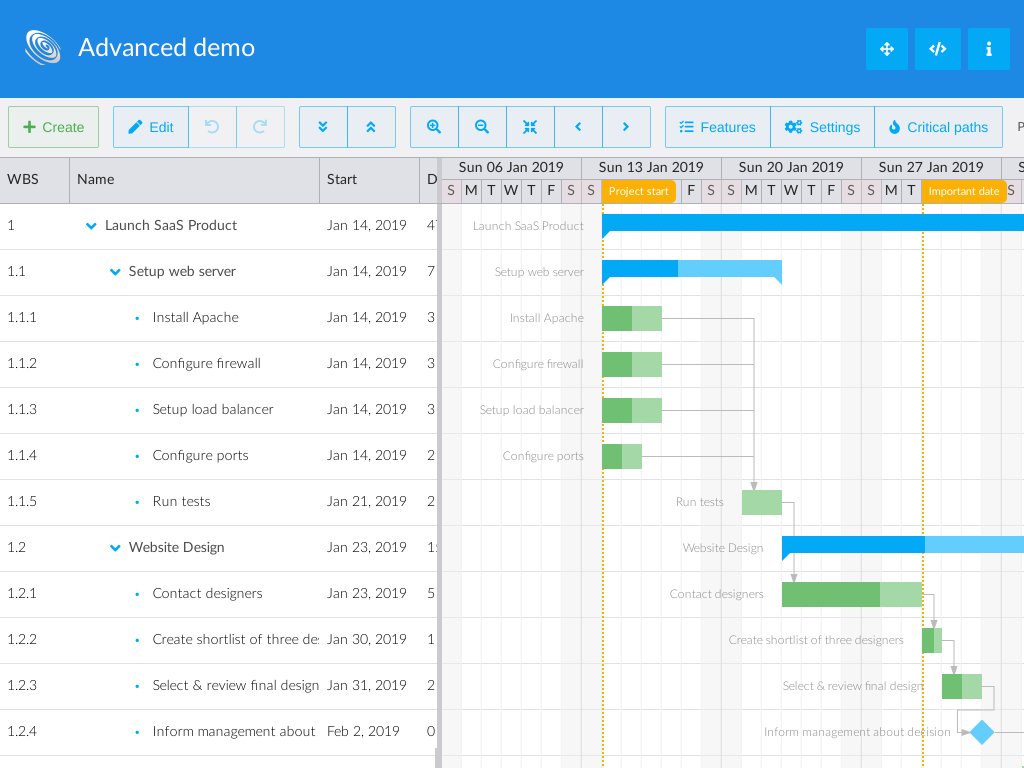 Advanced demo
Create Edit Features Settings Critical paths P
WBS Name Start D
Sun 06 Jan 2019 Sun 13 Jan 2019 Sun 20 Jan 2019 Sun 27 Jan 2019 S
S M T W T F S S Project start F S S M T W T F S S M T Important date S
1 Launch SaaS Product Jan 14, 2019 47 Launch SaaS Product
1.1 Setup web server Jan 14, 2019 7 Setup web server
1.1.1 Install Apache Jan 14, 2019 3 Install Apache
1.1.2 Configure firewall Jan 14, 2019 3 Configure firewall
1.1.3 Setup load balancer Jan 14, 2019 3 Setup load balancer
1.1.4 Configure ports Jan 14, 2019 2 Configure ports
1.1.5 Run tests Jan 21, 2019 2 Run tests
1.2 Website Design Jan 23, 2019 1 Website Design
1.2.1 Contact designers Jan 23, 2019 5 Contact designers
1.2.2 Create shortlist of three des Jan 30, 2019 1 Create shortlist of three designers
1.2.3 Select & review final design Jan 31, 2019 2 Select & review final design
1.2.4 Inform management about Feb 2, 2019 0 Inform management about decision